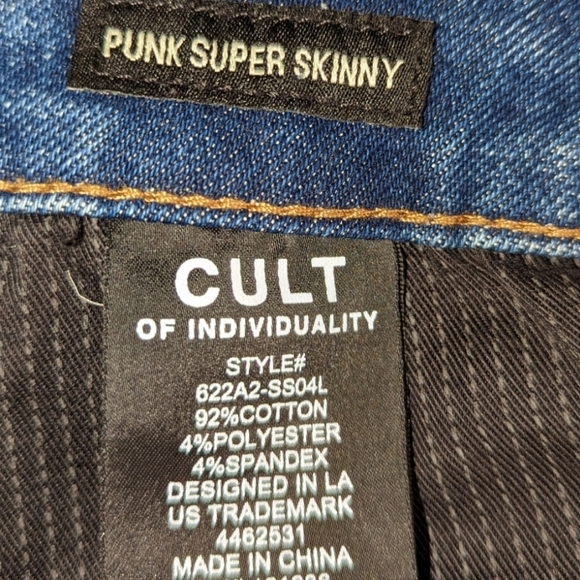 PUNK SUPER SKINNY
CULT
OF INDIVIDUALITY
STYLE#
622A2-SS04L
92%COTTON
4%POLYESTER
4%SPANDEX
DESIGNED IN LA
US TRADEMARK
4462531
MADE IN CHINA